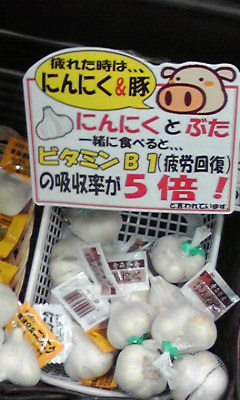 疲れた時は…
にんにく&豚
にんにくとぶた
一緒に食べると…
ビタミンB1(疲労回復)
の吸収率が5倍!
と言われています